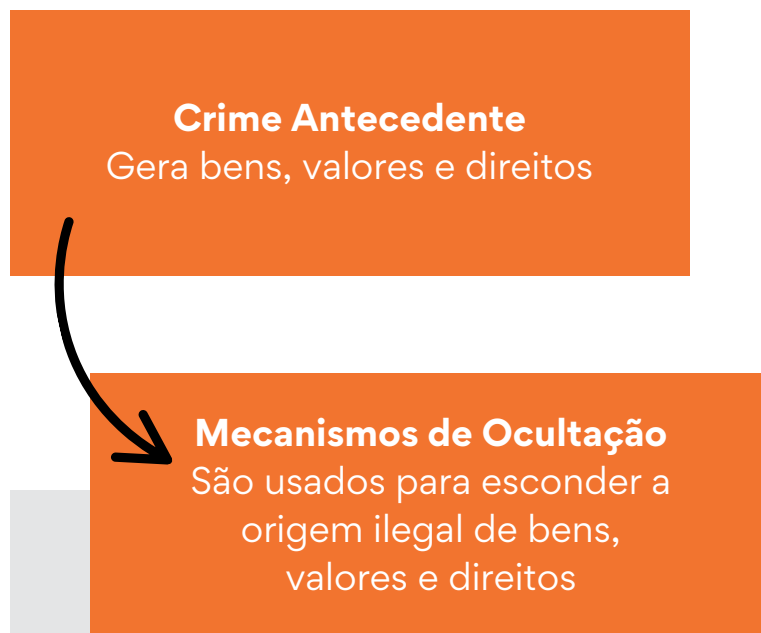 Crime Antecedente
Gera bens, valores e direitos
Mecanismos de Ocultação
São usados para esconder a
origem ilegal de bens,
valores e direitos